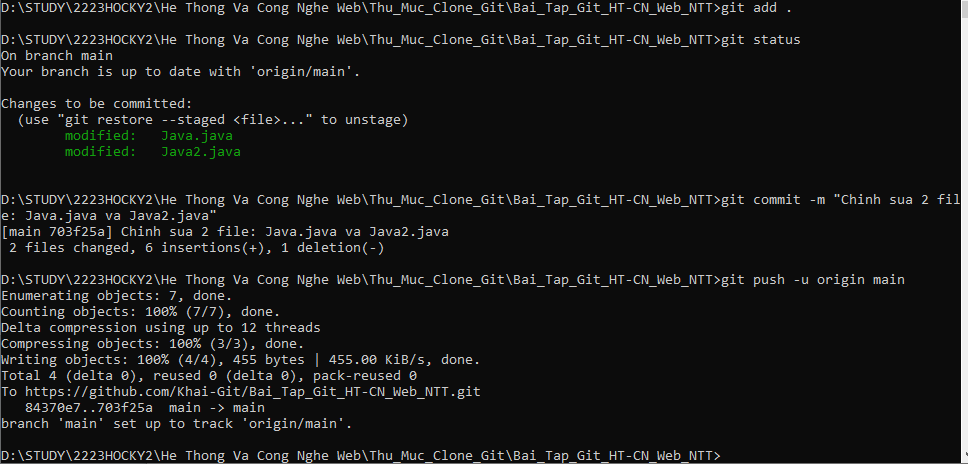 D:\STUDY\2223HOCKY2\He Thong Va Cong Nghe Web\Thu_Muc_Clone_Git\Bai_Tap_Git_HT-CN_Web_NTT>git add .
D:\STUDY\2223HOCKY2\He Thong Va Cong Nghe Web\Thu_Muc_Clone_Git\Bai_Tap_Git_HT-CN_Web_NTT>git status
On branch main
Your branch is up to date with 'origin/main'.
Changes to be committed:
(use "git restore --staged <file>..." to unstage)
modified: Java.java
modified: Java2.java
D:\STUDY\2223HOCKY2\He Thong Va Cong Nghe Web\Thu_Muc_Clone_Git\Bai_Tap_Git_HT-CN_Web_NTT>git commit -m "Chinh sua 2 fil
e: Java.java va Java2.java"
[main 703f25a] Chinh sua 2 file: Java.java va Java2.java
2 files changed, 6 insertions(+), 1 deletion(-)
D:\STUDY\2223HOCKY2\He Thong Va Cong Nghe Web\Thu_Muc_Clone_Git\Bai_Tap_Git_HT-CN_Web_NTT>git push -u origin main
Enumerating objects: 7, done.
Counting objects: 100% (7/7), done.
Delta compression using up to 12 threads
Compressing objects: 100% (3/3), done.
Writing objects: 100% (4/4), 455 bytes | 455.00 KiB/s, done.
Total 4 (delta 0), reused 0 (delta 0), pack-reused 0
To https://github.com/Khai-Git/Bai_Tap_Git_HT-CN_Web_NTT.git
84370e7..703f25a main -> main
branch 'main' set up to track 'origin/main'.
D:\STUDY\2223HOCKY2\He Thong Va Cong Nghe Web\Thu_Muc_Clone_Git\Bai_Tap_Git_HT-CN_Web_NTT>